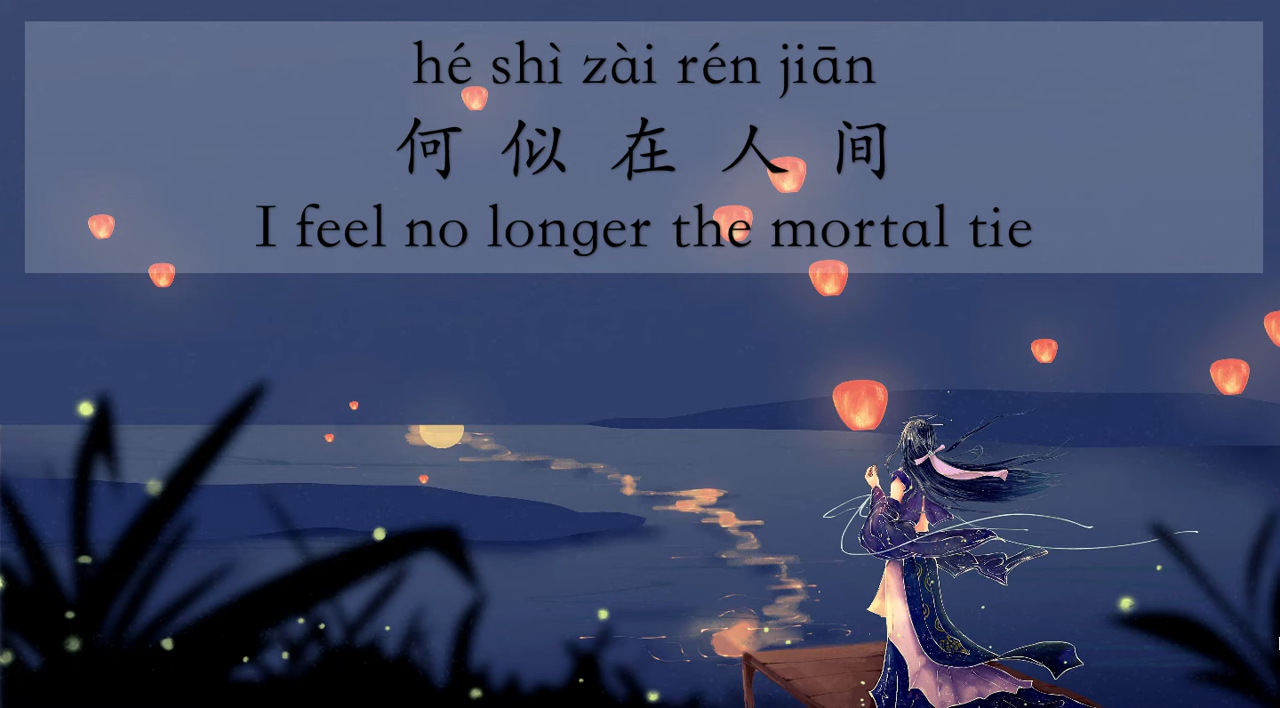 hé shì zài rén jiān
何似在人间
I feel no longer the mortal tie